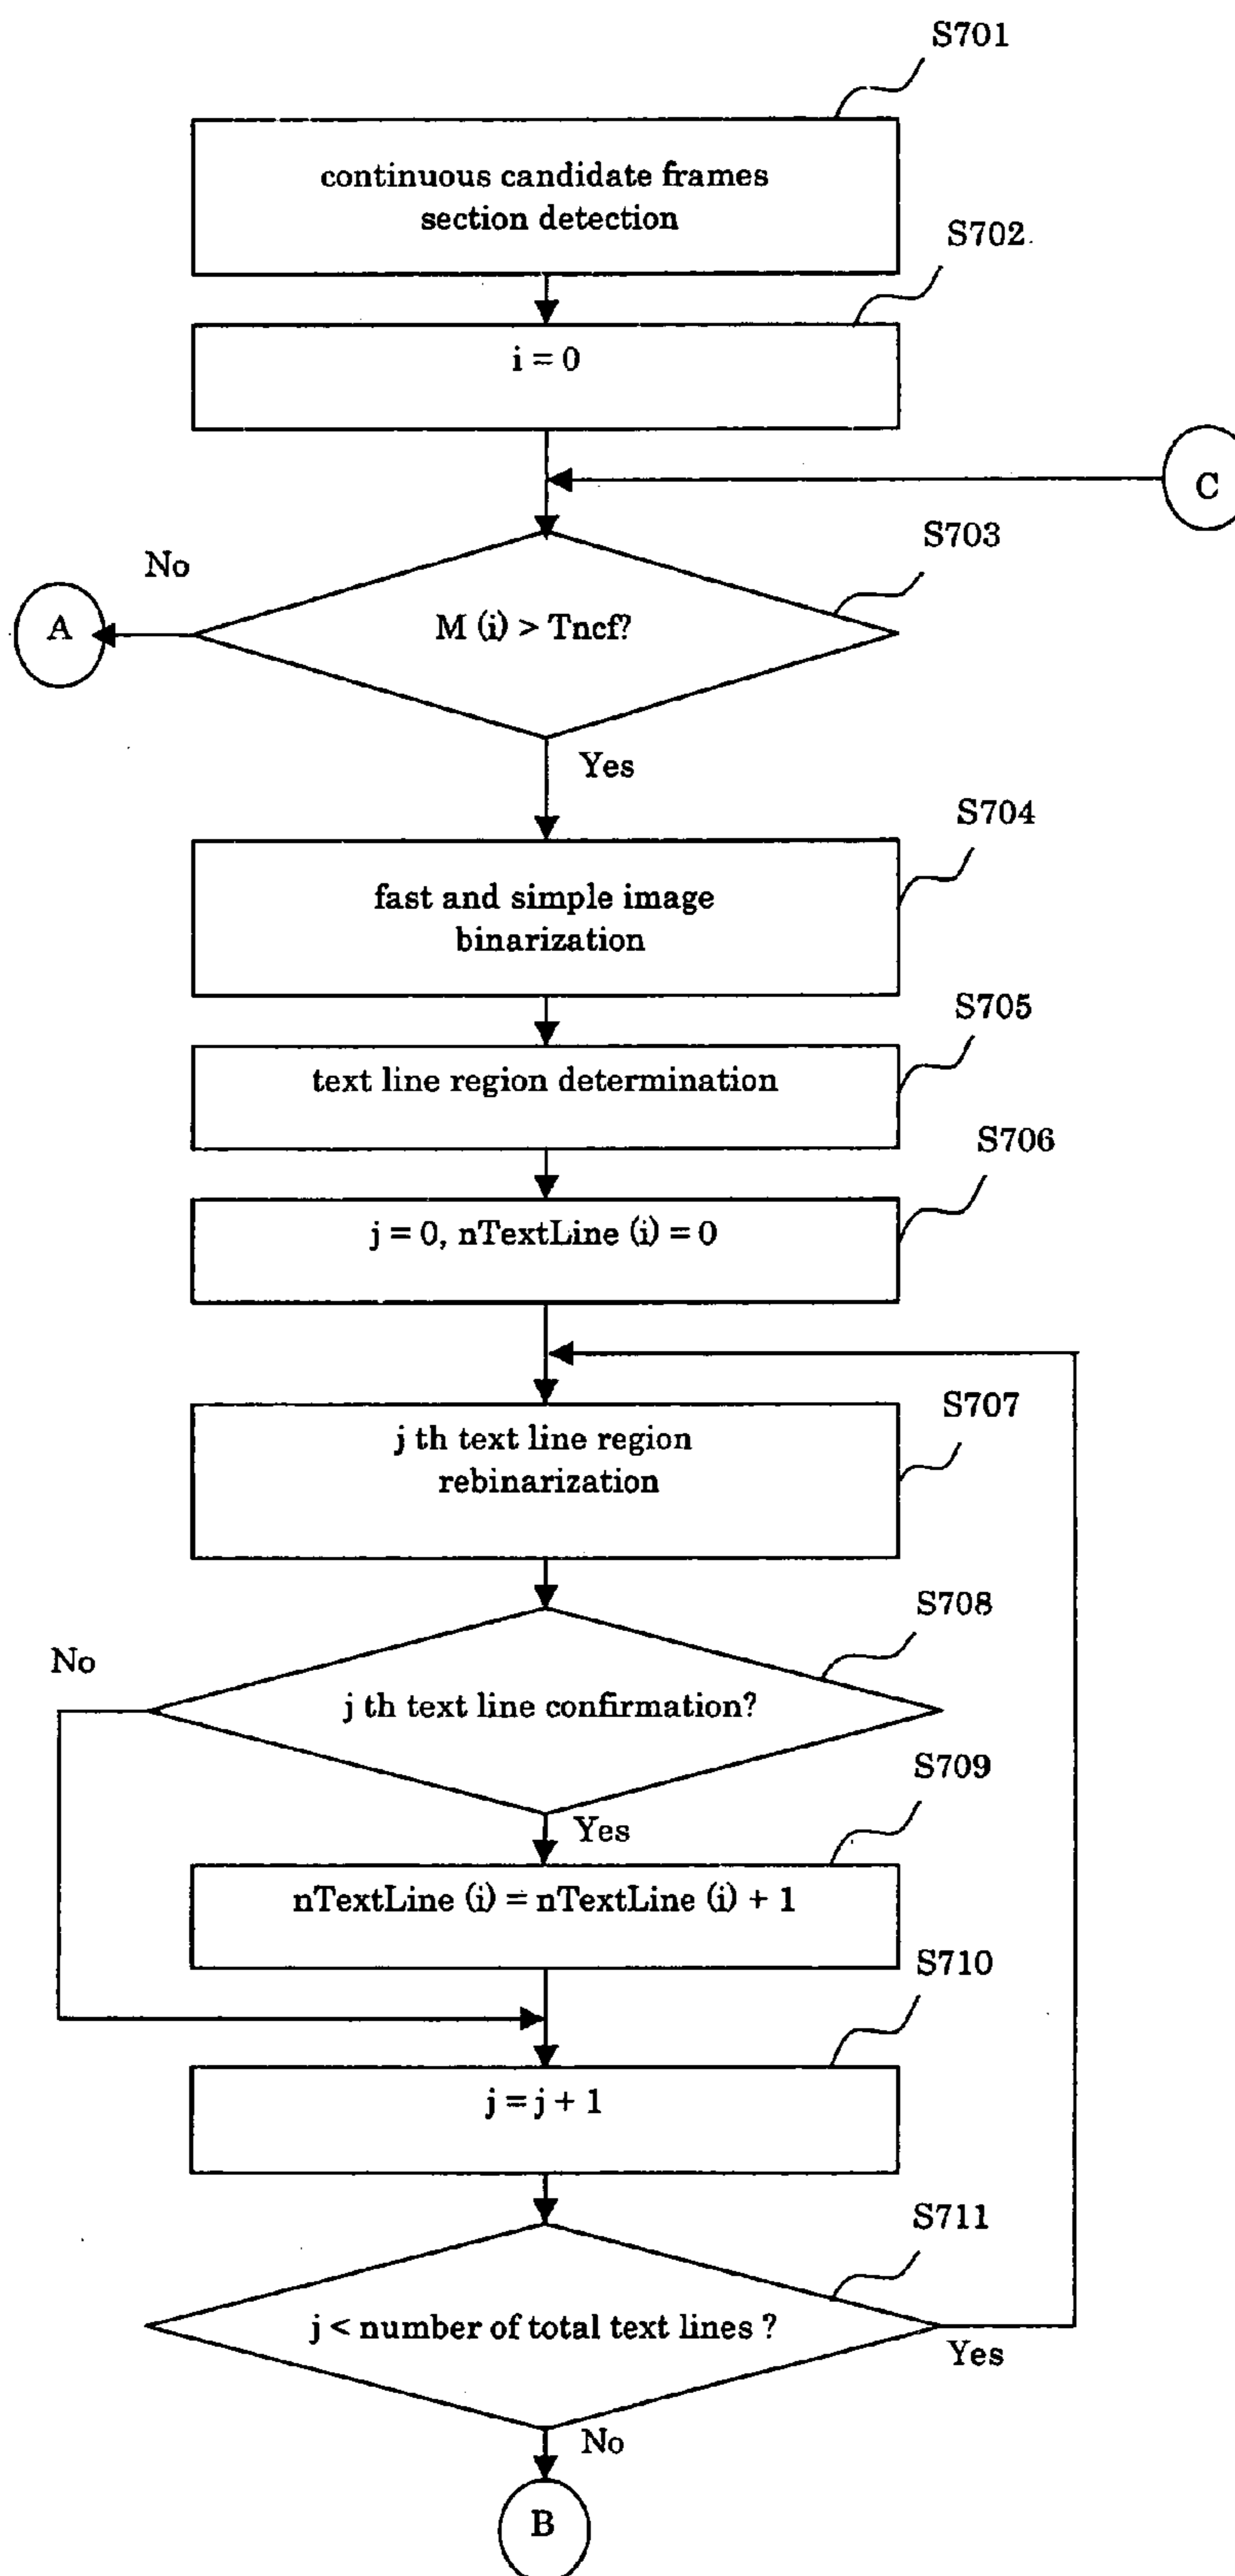 S701
continuous candidate frames
section detection
S702
i = 0
C
S703
No
A
M (i) > Tncf?
Yes
S704
fast and simple image
binarization
S705
text line region determination
S706
j = 0, nTextLine (i) = 0
S707
j th text line region
rebinarization
S708
No
j th text line confirmation?
S709
Yes
nTextLine (i) = nTextLine (i) + 1
S710
j = j + 1
S711
j < number of total text lines ?
Yes
No
B